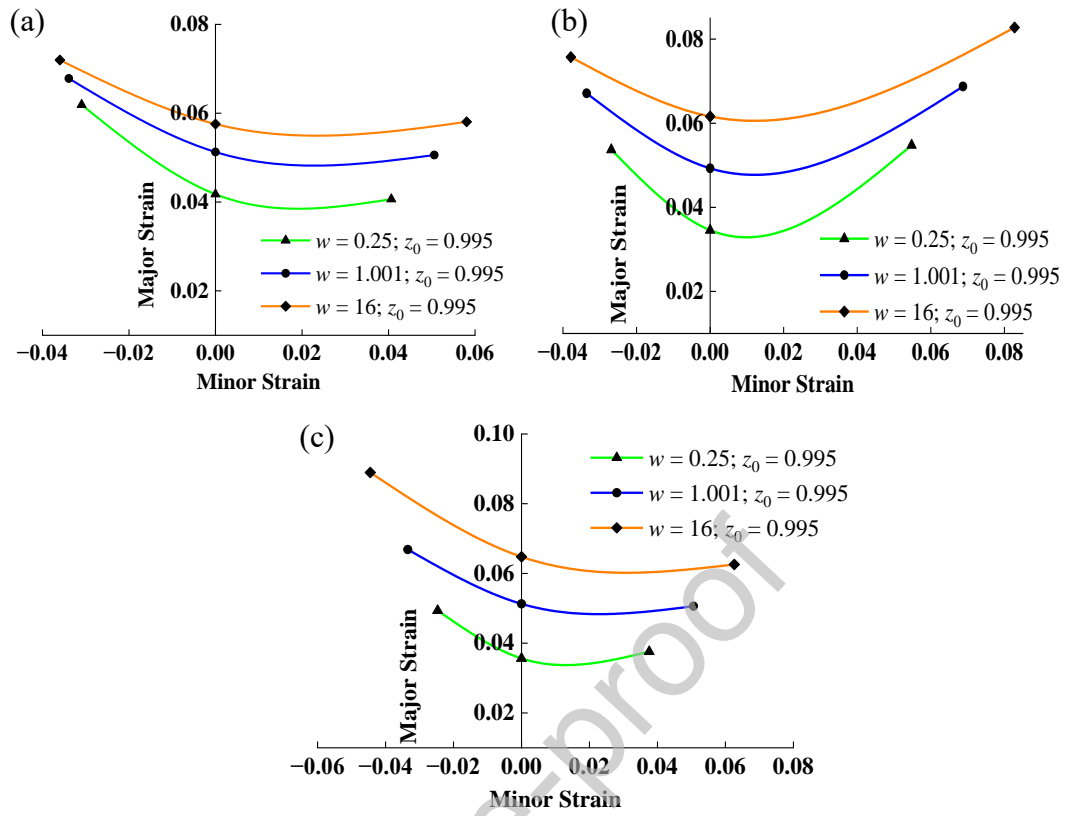 (a)
0.08
0.06
0.04
0.02
Major Strain
w = 0.25; z0 = 0.995
w = 1.001; z0 = 0.995
w = 16; z0 = 0.995
−0.04 −0.02 0.00 0.02 0.04 0.06
Minor Strain
(b)
0.08
0.06
0.04
0.02
Major Strain
w = 0.25; z0 = 0.995
w = 1.001; z0 = 0.995
w = 16; z0 = 0.995
−0.04 −0.02 0.00 0.02 0.04 0.06 0.08
Minor Strain
(c)
0.10
0.08
0.06
0.04
0.02
Major Strain
w = 0.25; z0 = 0.995
w = 1.001; z0 = 0.995
w = 16; z0 = 0.995
−0.06 −0.04 −0.02 0.00 0.02 0.04 0.06 0.08
Minor Strain
e-proof